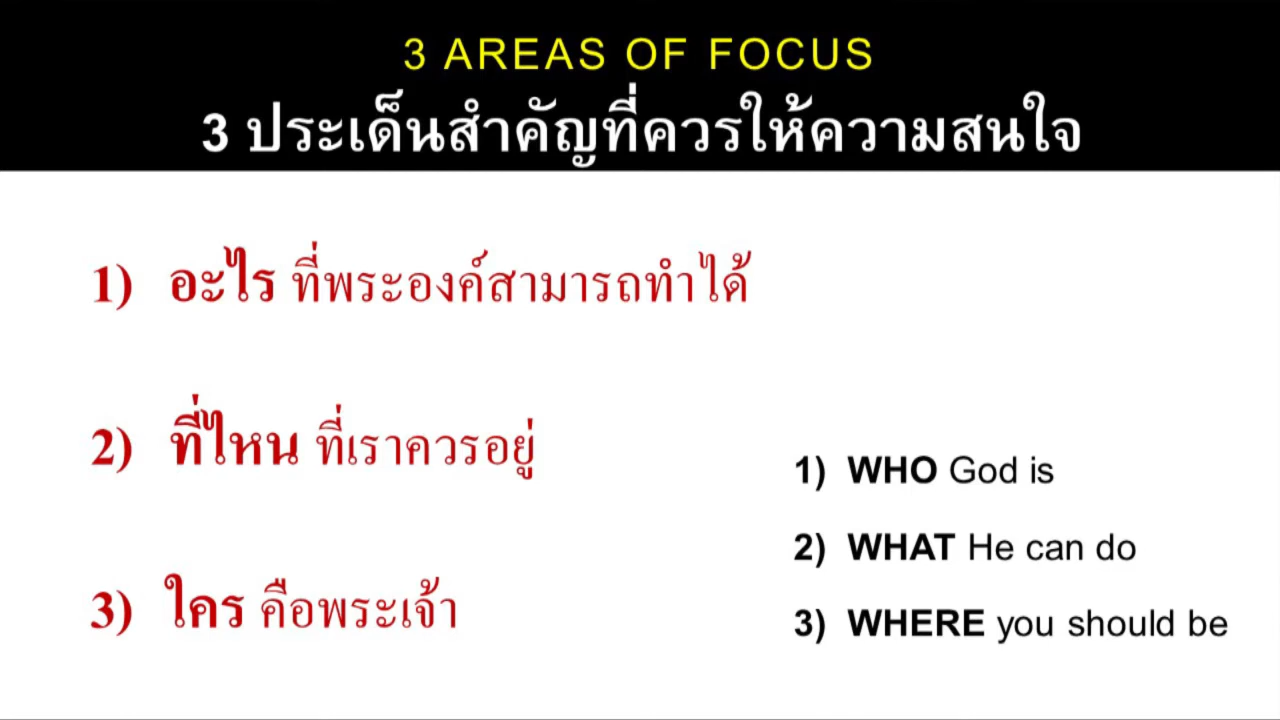 3 AREAS OF FOCUS
3 ประเด็นสำคัญที่ควรให้ความสนใจ
1) อะไร ที่พระองค์สามารถทำได้
2) ที่ไหน ที่เราควรอยู่
3) ใคร คือพระเจ้า
1) WHO God is
2) WHAT He can do
3) WHERE you should be